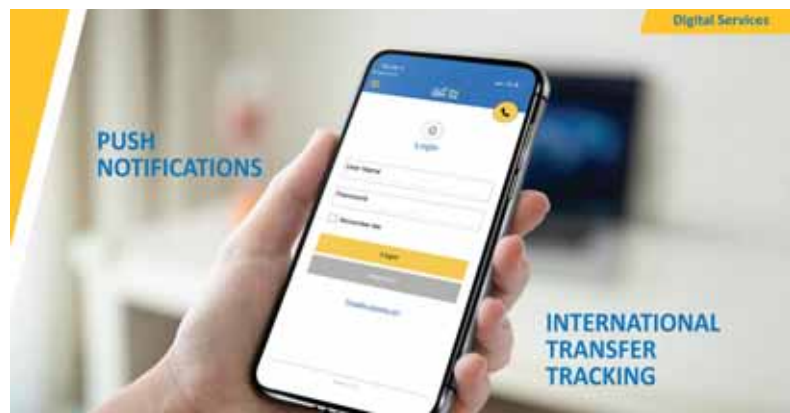 Digital Services
PUSH
NOTIFICATIONS
Login
User Name
Password
Remember Me
Login
INTERNATIONAL
TRANSFER
TRACKING